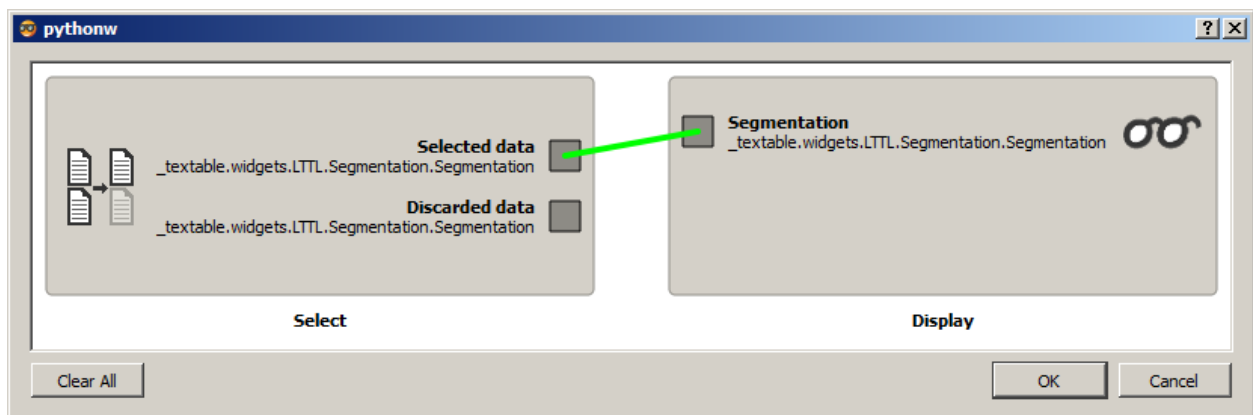 pythonw
? X
Selected data
_textable.widgets.LTTL.Segmentation.Segmentation
Discarded data
_textable.widgets.LTTL.Segmentation.Segmentation
Segmentation
_textable.widgets.LTTL.Segmentation.Segmentation
Select
Display
Clear All
OK
Cancel